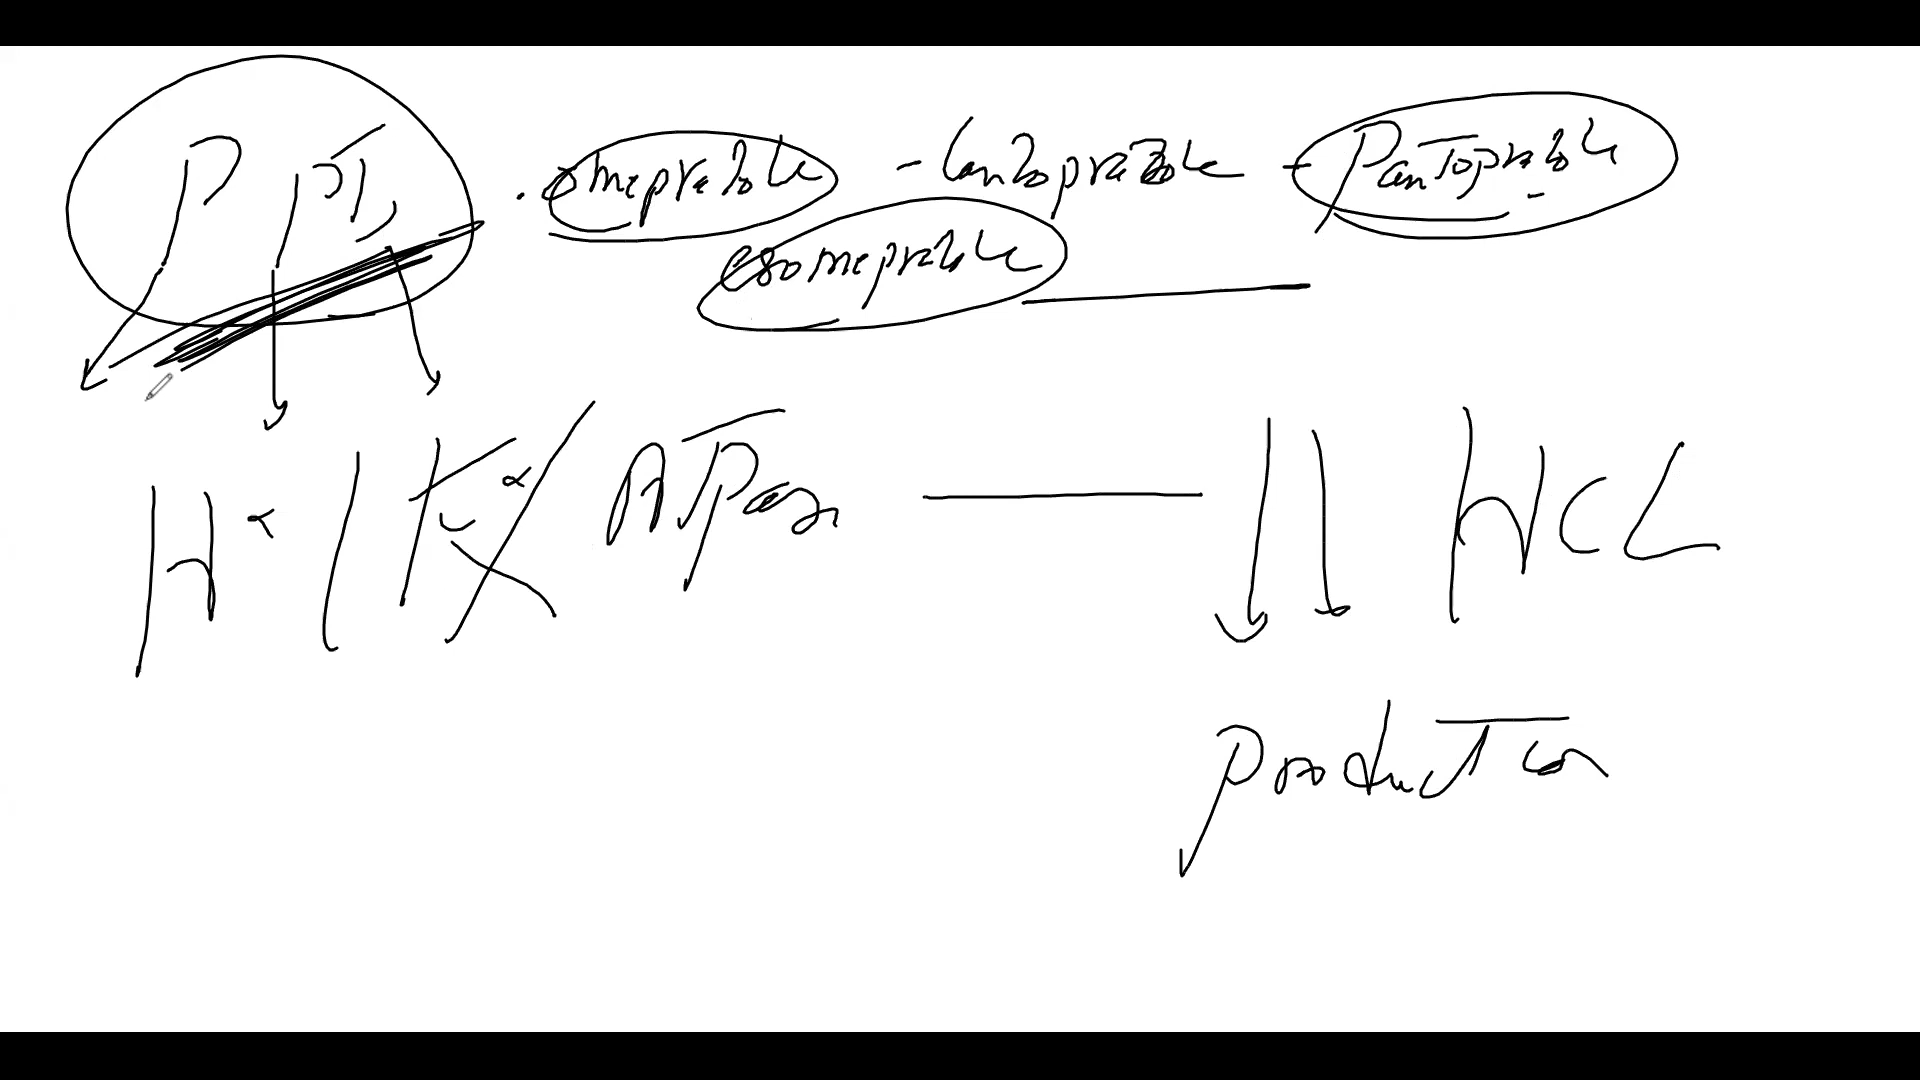 PPI, . omeprazole - lansoprazole - Pantoprazole
esomeprazole
H+ / K+ / ATPase — ↓↓ HCL
production